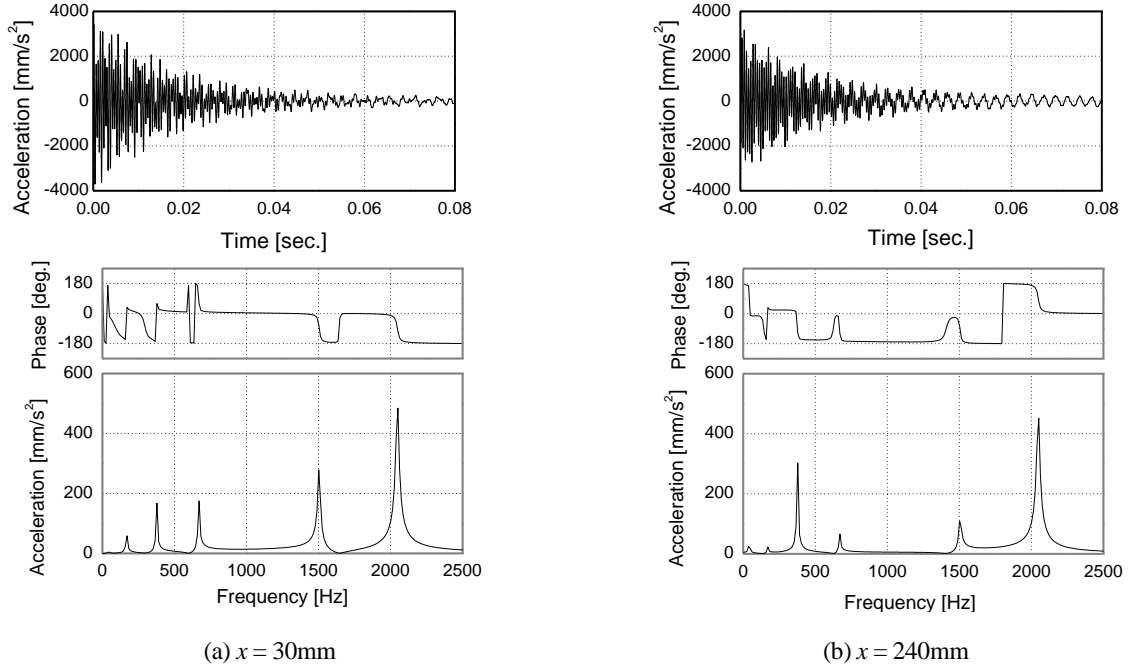 4000
2000
0
-2000
-4000
Acceleration [mm/s²]
0.00 0.02 0.04 0.06 0.08
Time [sec.]
180
0
-180
Phase [deg.]
600
400
200
0
Acceleration [mm/s²]
0 500 1000 1500 2000 2500
Frequency [Hz]
(a) x = 30mm
4000
2000
0
-2000
-4000
Acceleration [mm/s²]
0.00 0.02 0.04 0.06 0.08
Time [sec.]
180
0
-180
Phase [deg.]
600
400
200
0
Acceleration [mm/s²]
0 500 1000 1500 2000 2500
Frequency [Hz]
(b) x = 240mm